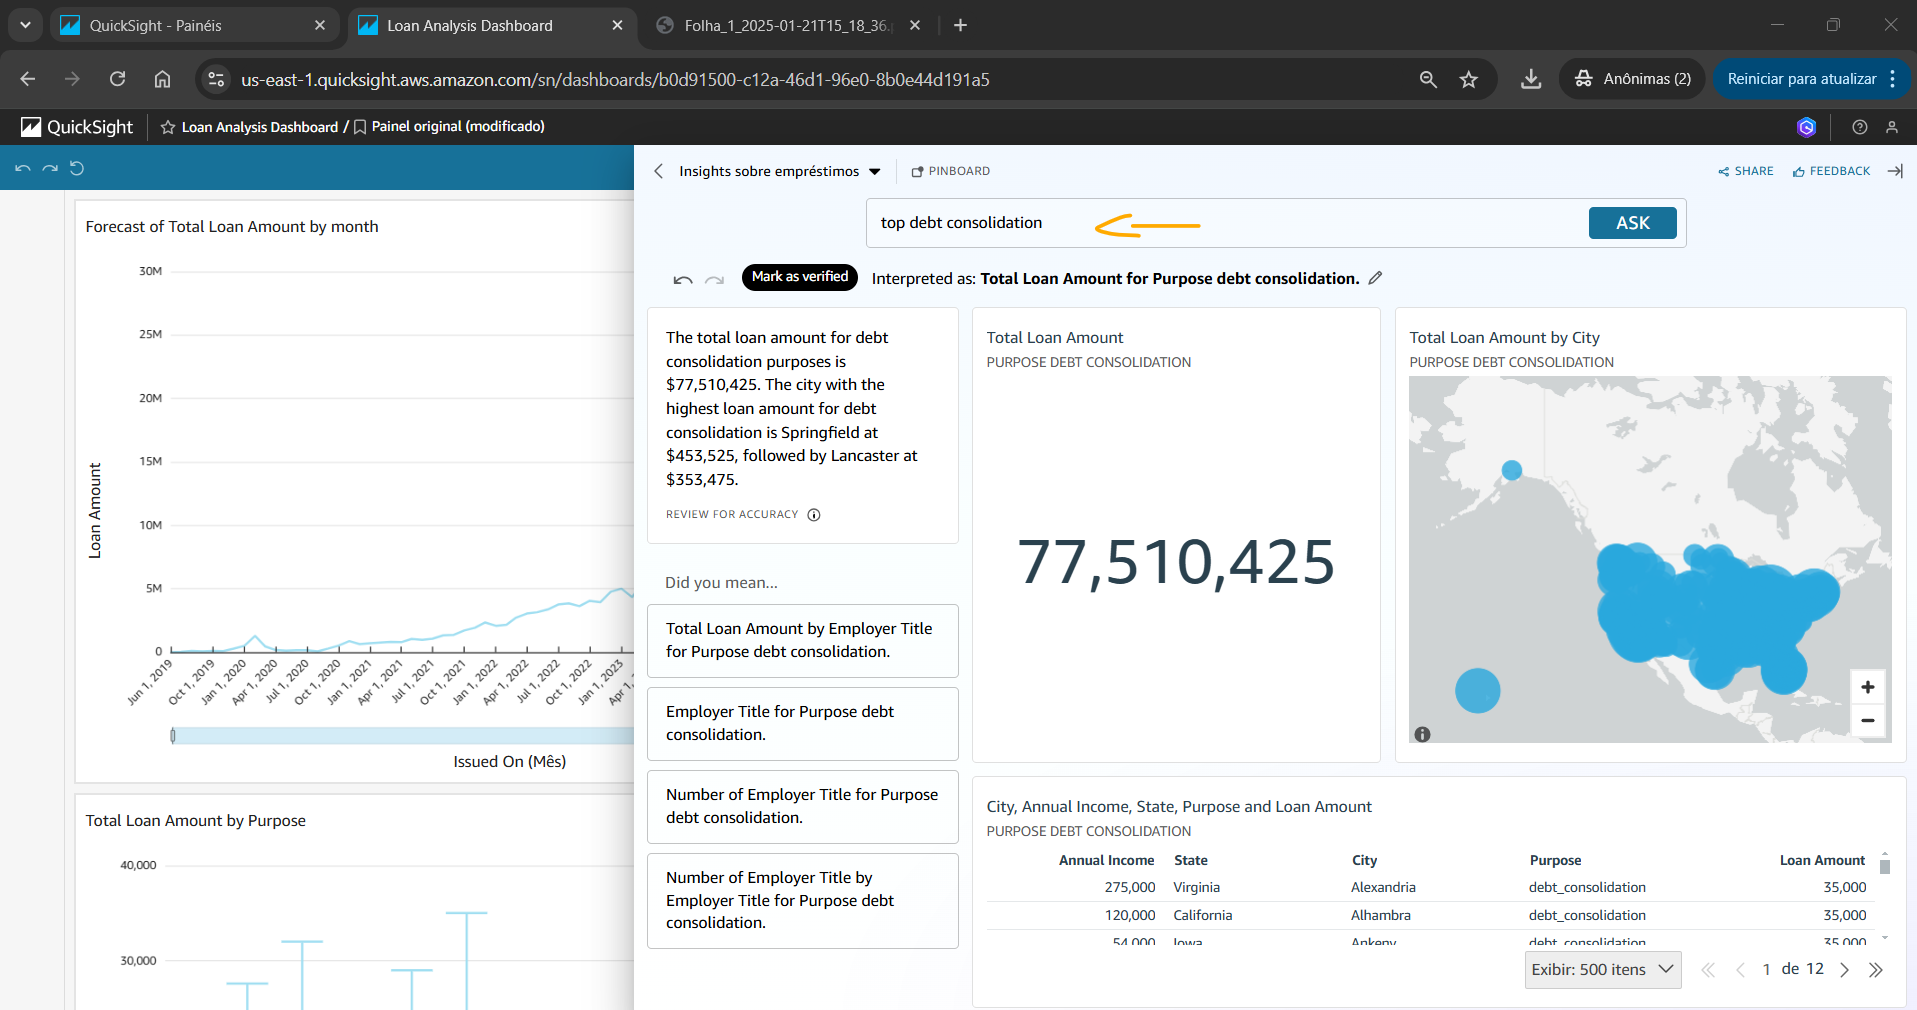 QuickSight - Painéis
Loan Analysis Dashboard
Folha_1_2025-01-21T15_18_36.
us-east-1.quicksight.aws.amazon.com/sn/dashboards/b0d91500-c12a-46d1-96e0-8b0e44d191a5
Anônimas (2)
Reiniciar para atualizar
QuickSight
Loan Analysis Dashboard / Painel original (modificado)
Insights sobre empréstimos
PINBOARD
SHARE
FEEDBACK
top debt consolidation
ASK
Mark as verified
Interpreted as: Total Loan Amount for Purpose debt consolidation.
Forecast of Total Loan Amount by month
30M
25M
20M
15M
10M
5M
0
Loan Amount
Jun 1, 2019
Oct 1, 2019
Jan 1, 2020
Apr 1, 2020
Jul 1, 2020
Oct 1, 2020
Jan 1, 2021
Apr 1, 2021
Jul 1, 2021
Oct 1, 2021
Jan 1, 2022
Apr 1, 2022
Jul 1, 2022
Oct 1, 2022
Jan 1, 2023
Apr 1,
Issued On (Mês)
Total Loan Amount by Purpose
40,000
30,000
The total loan amount for debt
consolidation purposes is
$77,510,425. The city with the
highest loan amount for debt
consolidation is Springfield at
$453,525, followed by Lancaster at
$353,475.
REVIEW FOR ACCURACY
Did you mean...
Total Loan Amount by Employer Title
for Purpose debt consolidation.
Employer Title for Purpose debt
consolidation.
Number of Employer Title for Purpose
debt consolidation.
Number of Employer Title by
Employer Title for Purpose debt
consolidation.
Total Loan Amount
PURPOSE DEBT CONSOLIDATION
77,510,425
Total Loan Amount by City
PURPOSE DEBT CONSOLIDATION
City, Annual Income, State, Purpose and Loan Amount
PURPOSE DEBT CONSOLIDATION
Annual Income State City Purpose Loan Amount
275,000 Virginia Alexandria debt_consolidation 35,000
120,000 California Alhambra debt_consolidation 35,000
54,000 Iowa Ankeny debt_consolidation 35,000
Exibir: 500 itens
1 de 12